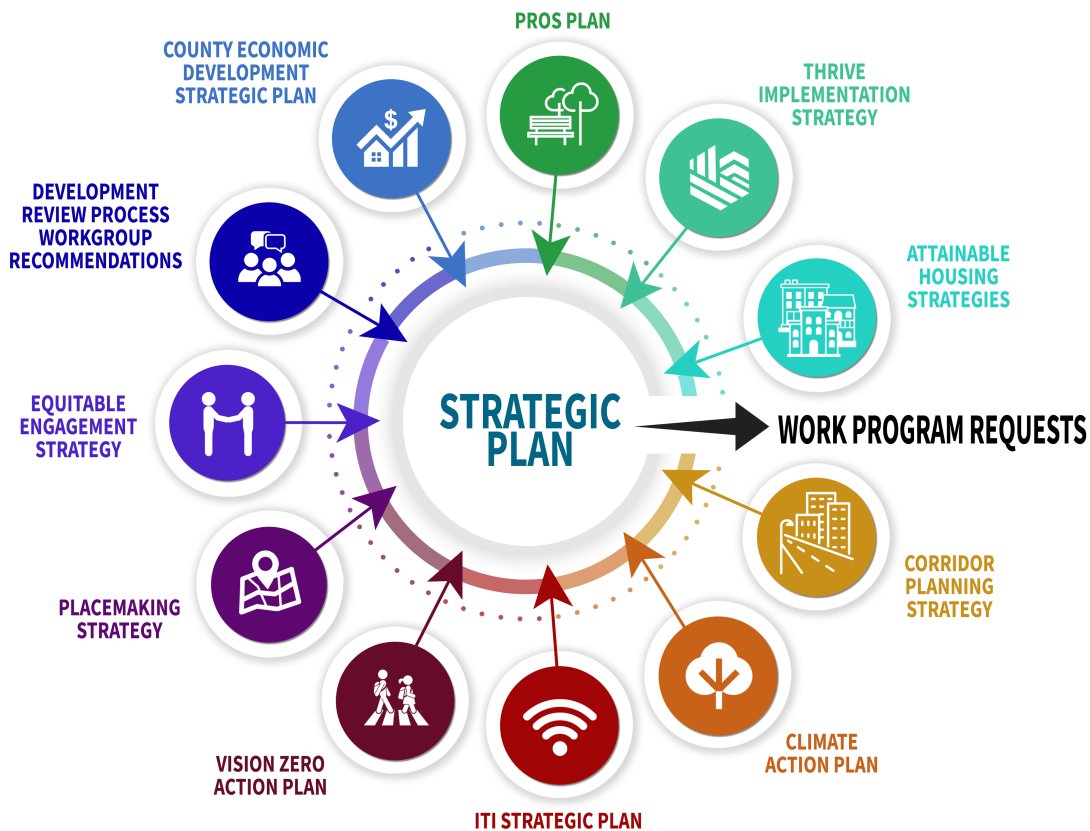 PROS PLAN
COUNTY ECONOMIC
DEVELOPMENT
STRATEGIC PLAN
$
THRIVE
IMPLEMENTATION
STRATEGY
DEVELOPMENT
REVIEW PROCESS
WORKGROUP
RECOMMENDATIONS
ATTAINABLE
HOUSING
STRATEGIES
EQUITABLE
ENGAGEMENT
STRATEGY
STRATEGIC
PLAN
WORK PROGRAM REQUESTS
CORRIDOR
PLANNING
STRATEGY
PLACEMAKING
STRATEGY
CLIMATE
ACTION PLAN
VISION ZERO
ACTION PLAN
ITI STRATEGIC PLAN